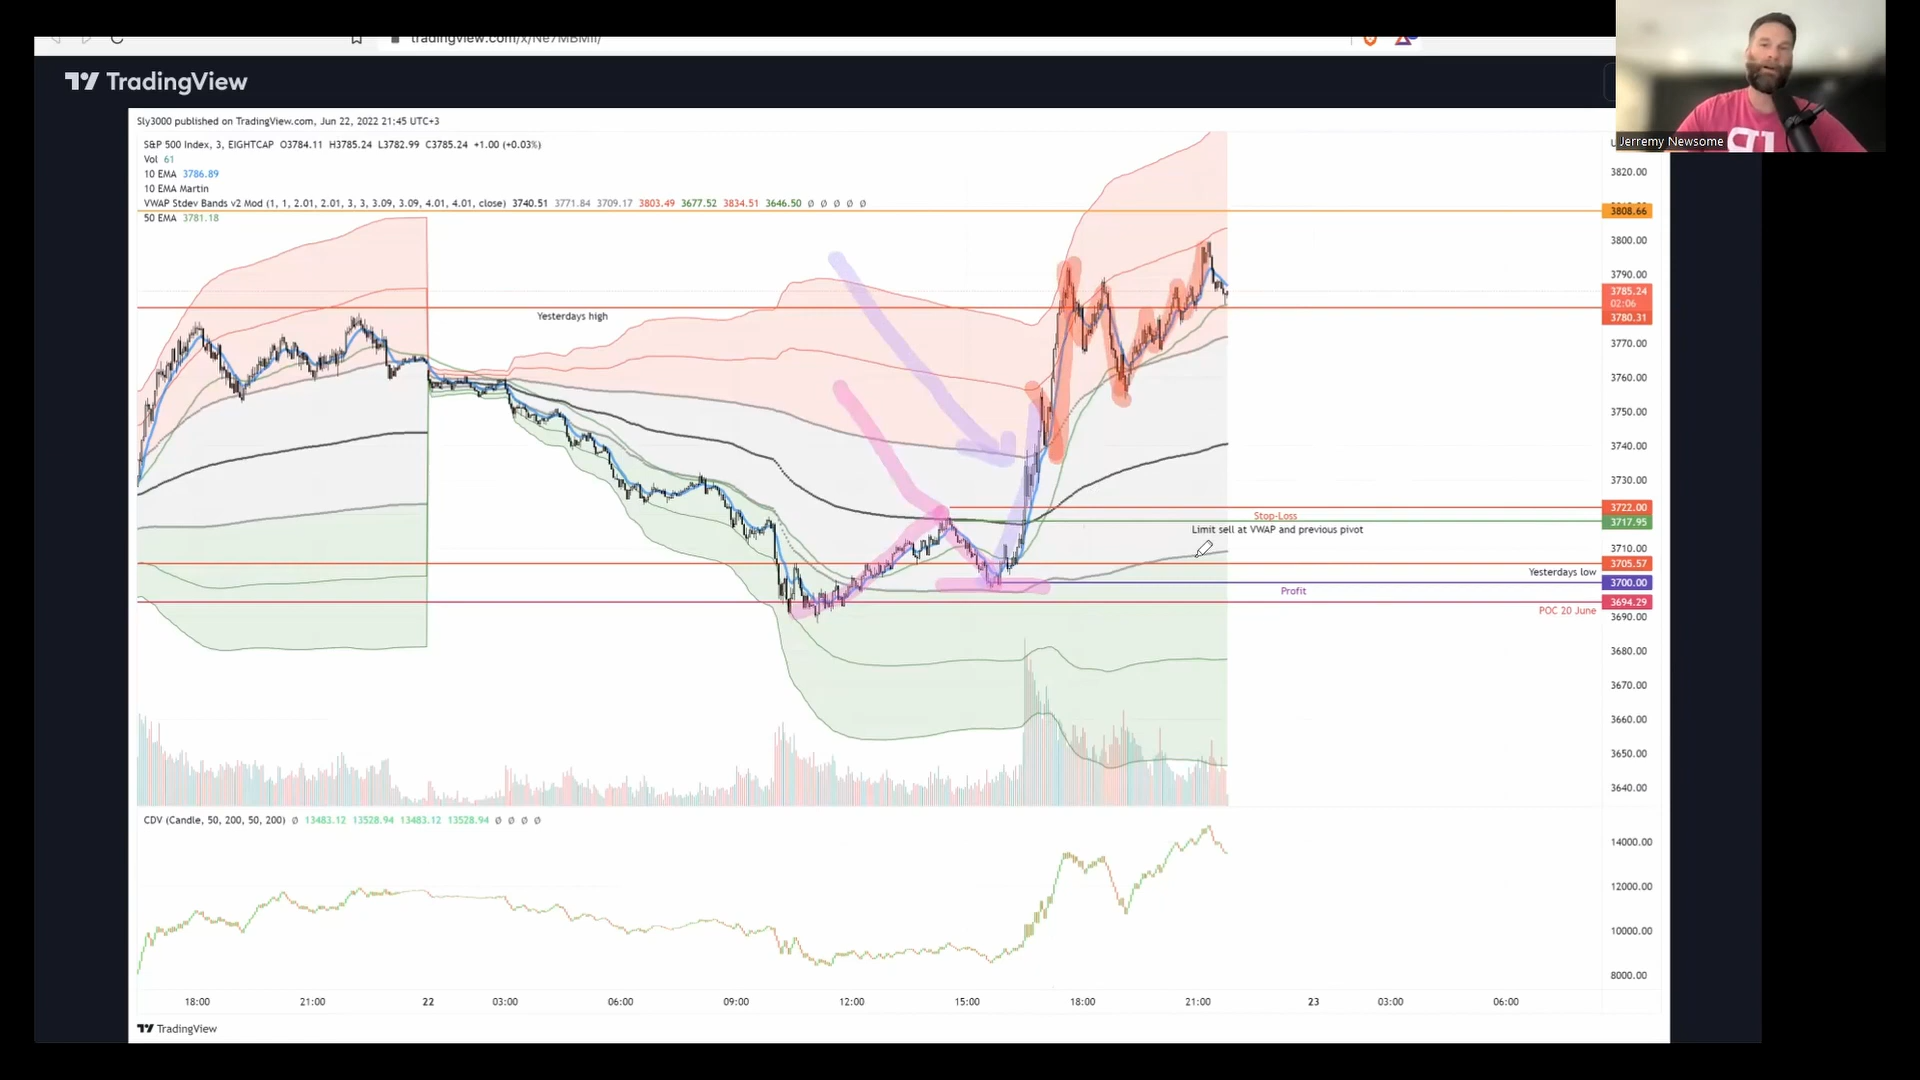 tradingview.com/x/Ne7MBMII/
TradingView
Jerremy Newsome
Sly3000 published on TradingView.com, Jun 22, 2022 21:45 UTC+3
S&P 500 Index, 3, EIGHTCAP O3784.11 H3785.24 L3782.99 C3785.24 +1.00 (+0.03%)
Vol 61
10 EMA 3786.89
10 EMA Martin
VWAP Stdev Bands v2 Mod (1, 1, 2.01, 2.01, 3, 3, 3.09, 3.09, 4.01, 4.01, close) 3740.51 3771.84 3709.17 3803.49 3677.52 3834.51 3646.50 ∅ ∅ ∅ ∅ ∅
50 EMA 3781.18
3820.00
3808.66
3800.00
3790.00
3785.24
02:06
3780.31
Yesterdays high
3770.00
3760.00
3750.00
3740.00
3730.00
3722.00
Stop-Loss
3717.95
Limit sell at VWAP and previous pivot
3710.00
3705.57
Yesterdays low
3700.00
Profit
3694.29
POC 20 June
3690.00
3680.00
3670.00
3660.00
3650.00
3640.00
CDV (Candle, 50, 200, 50, 200) ∅ 13483.12 13528.94 13483.12 13528.94 ∅ ∅ ∅ ∅
14000.00
12000.00
10000.00
8000.00
18:00 21:00 22 03:00 06:00 09:00 12:00 15:00 18:00 21:00 23 03:00 06:00
TradingView